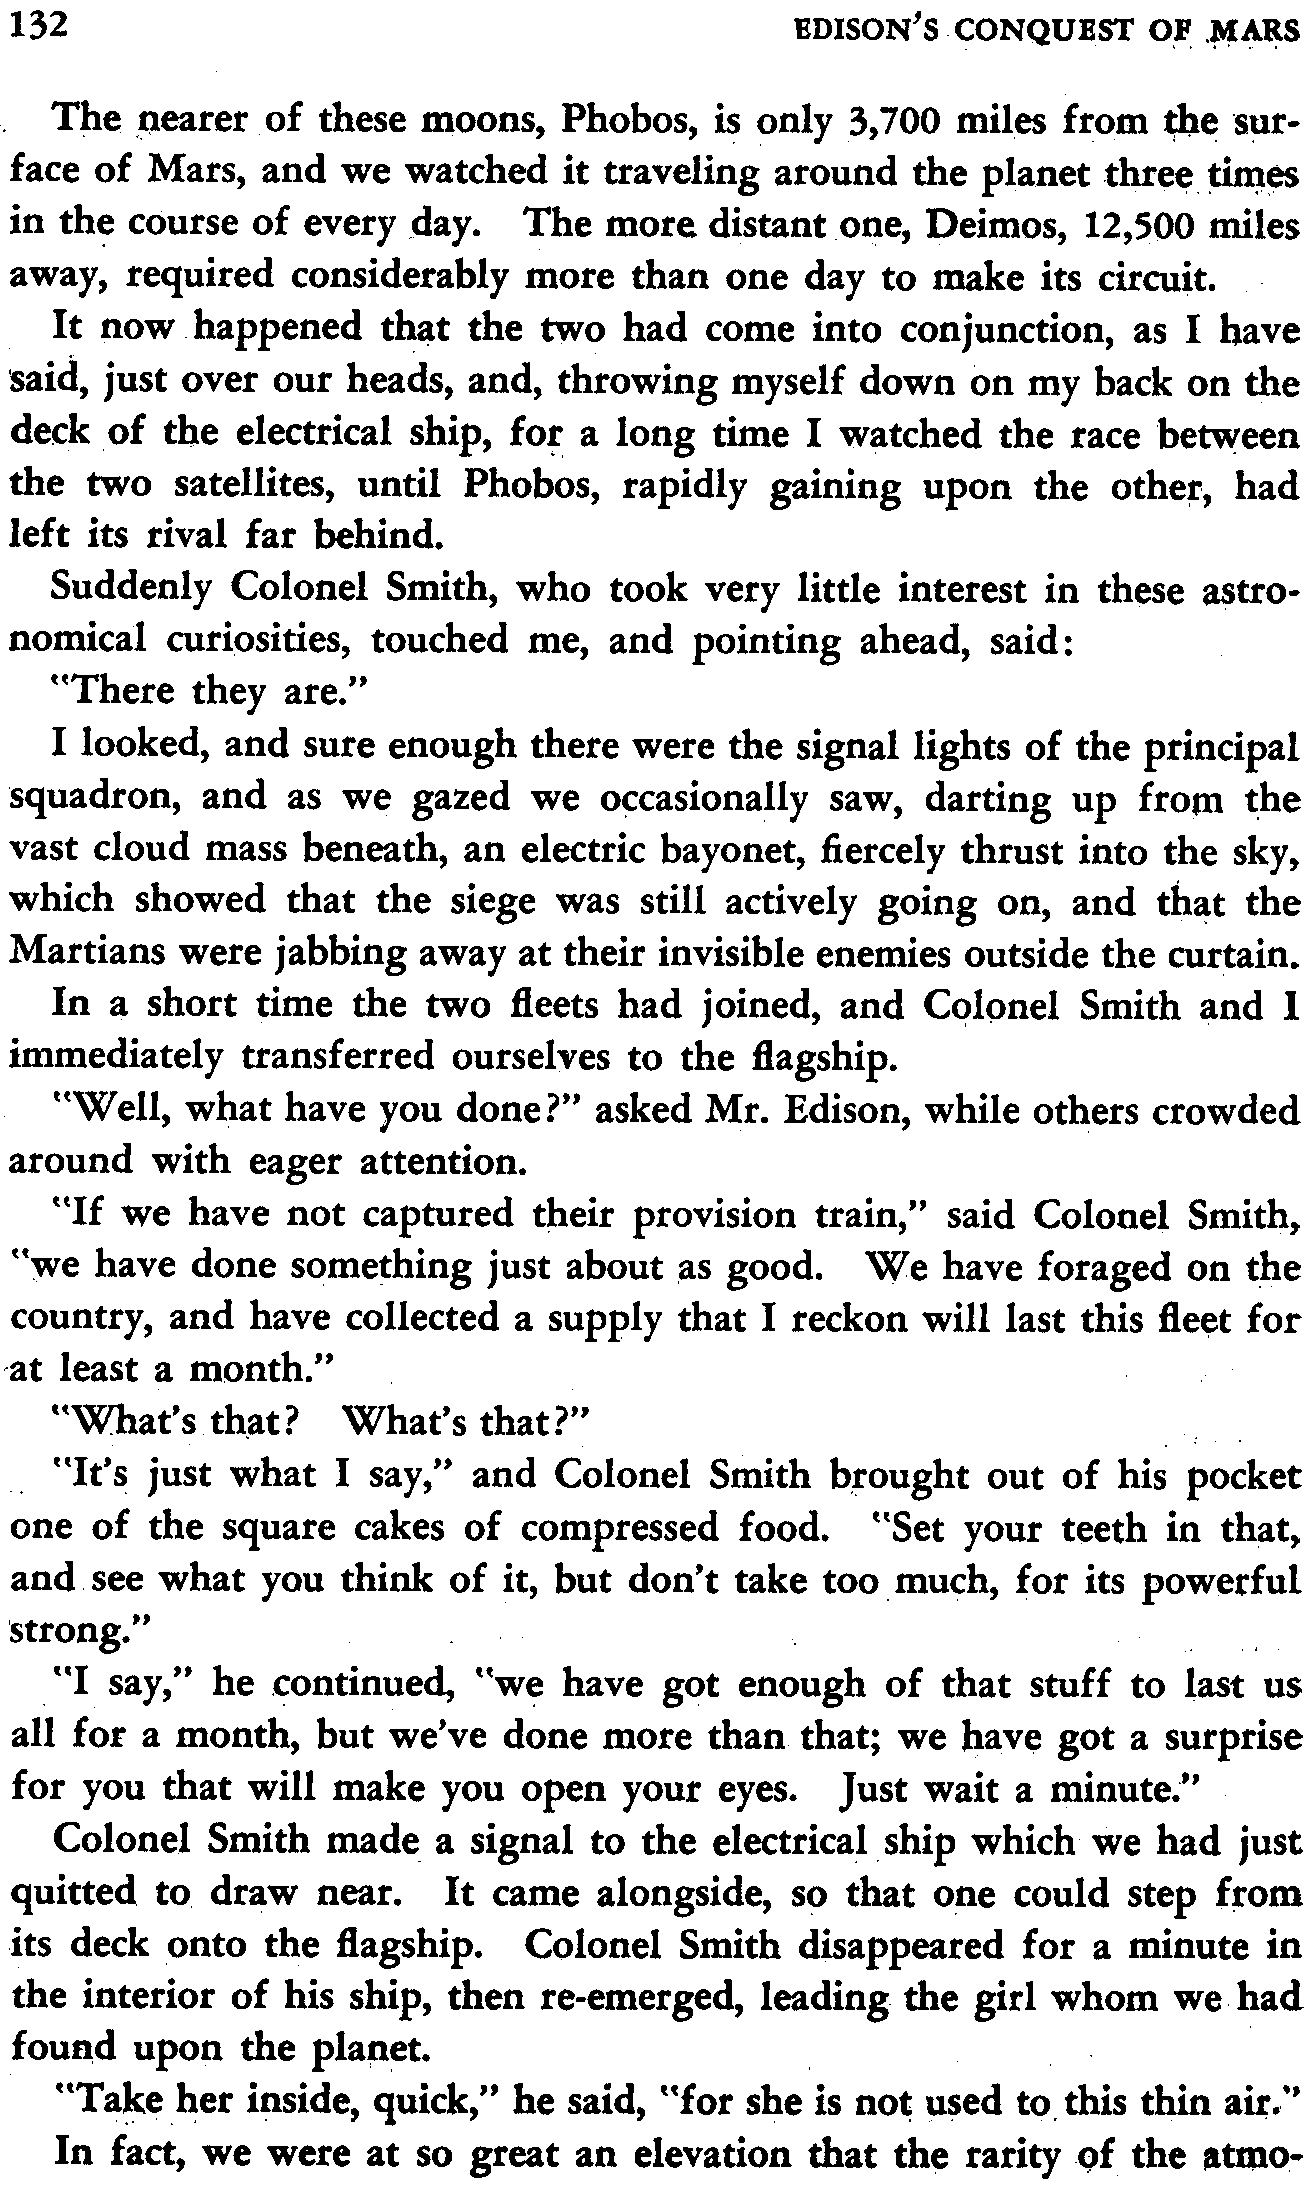 132 EDISON'S CONQUEST OF MARS
The nearer of these moons, Phobos, is only 3,700 miles from the sur-
face of Mars, and we watched it traveling around the planet three times
in the course of every day. The more distant one, Deimos, 12,500 miles
away, required considerably more than one day to make its circuit.
It now happened that the two had come into conjunction, as I have
said, just over our heads, and, throwing myself down on my back on the
deck of the electrical ship, for a long time I watched the race between
the two satellites, until Phobos, rapidly gaining upon the other, had
left its rival far behind.
Suddenly Colonel Smith, who took very little interest in these astro-
nomical curiosities, touched me, and pointing ahead, said:
"There they are."
I looked, and sure enough there were the signal lights of the principal
squadron, and as we gazed we occasionally saw, darting up from the
vast cloud mass beneath, an electric bayonet, fiercely thrust into the sky,
which showed that the siege was still actively going on, and that the
Martians were jabbing away at their invisible enemies outside the curtain.
In a short time the two fleets had joined, and Colonel Smith and I
immediately transferred ourselves to the flagship.
"Well, what have you done?" asked Mr. Edison, while others crowded
around with eager attention.
"If we have not captured their provision train," said Colonel Smith,
"we have done something just about as good. We have foraged on the
country, and have collected a supply that I reckon will last this fleet for
at least a month."
"What's that? What's that?"
"It's just what I say," and Colonel Smith brought out of his pocket
one of the square cakes of compressed food. "Set your teeth in that,
and see what you think of it, but don't take too much, for its powerful
strong."
"I say," he continued, "we have got enough of that stuff to last us
all for a month, but we've done more than that; we have got a surprise
for you that will make you open your eyes. Just wait a minute."
Colonel Smith made a signal to the electrical ship which we had just
quitted to draw near. It came alongside, so that one could step from
its deck onto the flagship. Colonel Smith disappeared for a minute in
the interior of his ship, then re-emerged, leading the girl whom we had
found upon the planet.
"Take her inside, quick," he said, "for she is not used to this thin air."
In fact, we were at so great an elevation that the rarity of the atmo-